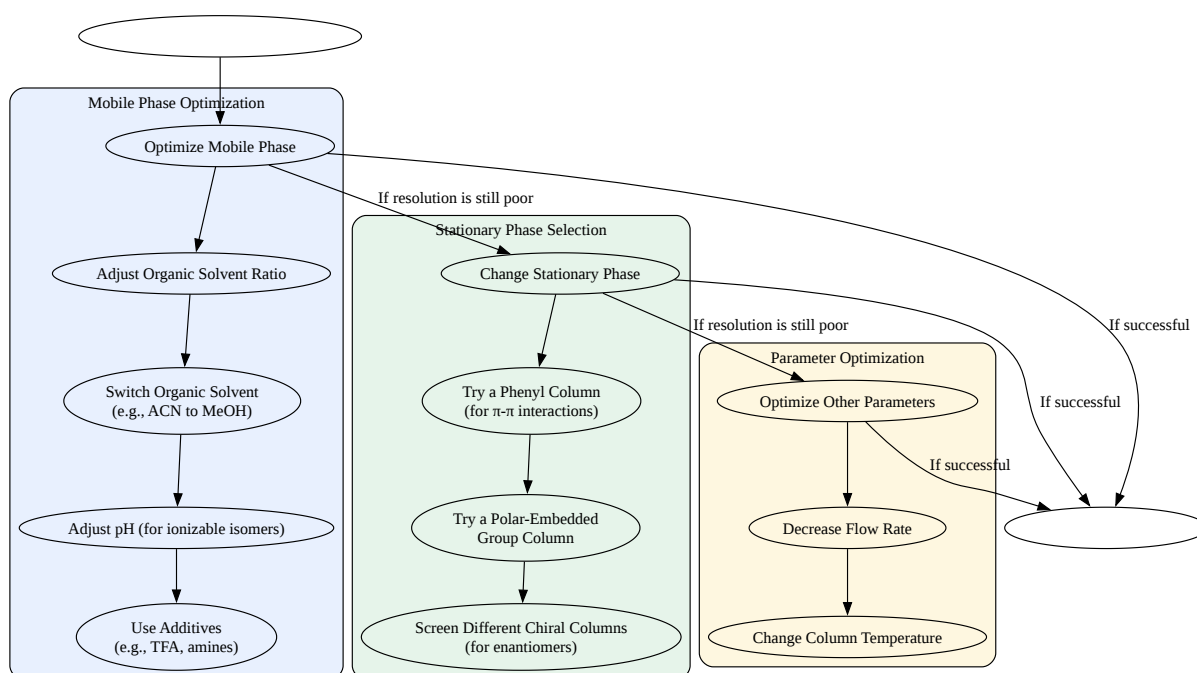 Mobile Phase Optimization
Optimize Mobile Phase
If resolution is still poor
Stationary Phase Selection
Adjust Organic Solvent Ratio
Change Stationary Phase
If resolution is still poor
If successful
Parameter Optimization
Switch Organic Solvent
(e.g., ACN to MeOH)
Try a Phenyl Column
(for π-π interactions)
Optimize Other Parameters
If successful
If successful
Adjust pH (for ionizable isomers)
Try a Polar-Embedded
Group Column
Decrease Flow Rate
Use Additives
(e.g., TFA, amines)
Screen Different Chiral Columns
(for enantiomers)
Change Column Temperature